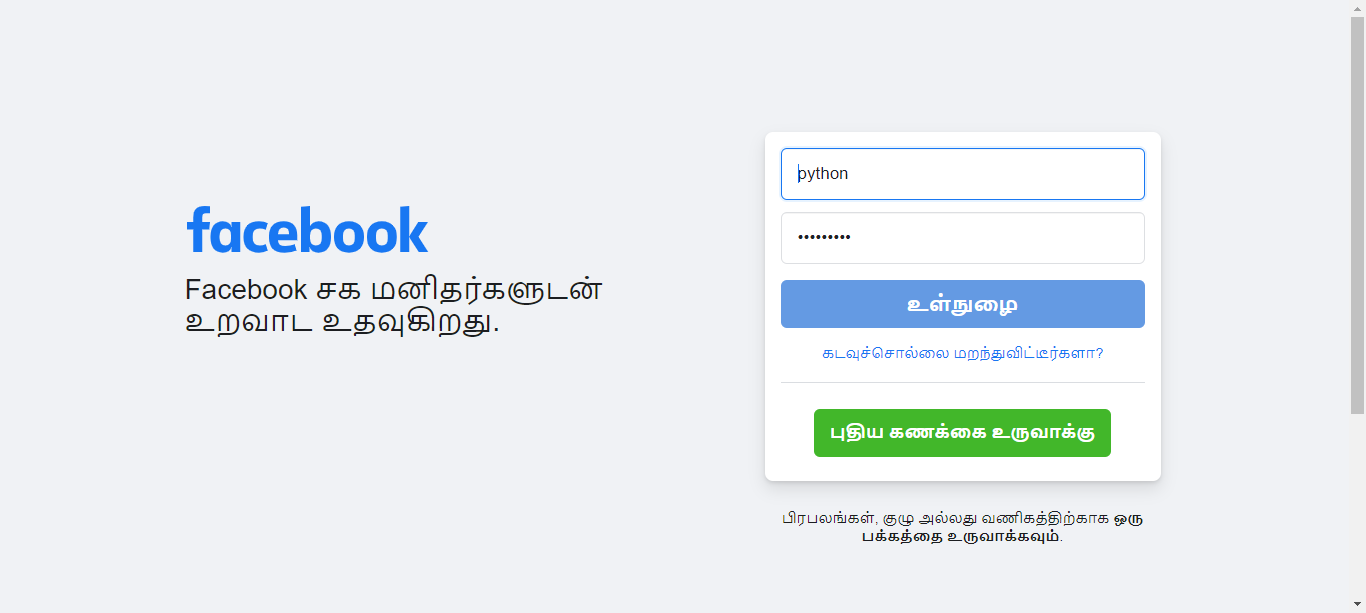 facebook
Facebook சக மனிதர்களுடன்
உறவாட உதவுகிறது.
python
•••••••••
உள்நுழை
கடவுச்சொல்லை மறந்துவிட்டீர்களா?
புதிய கணக்கை உருவாக்கு
பிரபலங்கள், குழு அல்லது வணிகத்திற்காக ஒரு
பக்கத்தை உருவாக்கவும்.